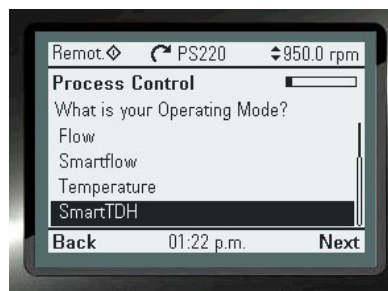 Remot. PS220 950.0 rpm
Process Control
What is your Operating Mode?
Flow
Smartflow
Temperature
SmartTDH
Back 01:22 p.m. Next